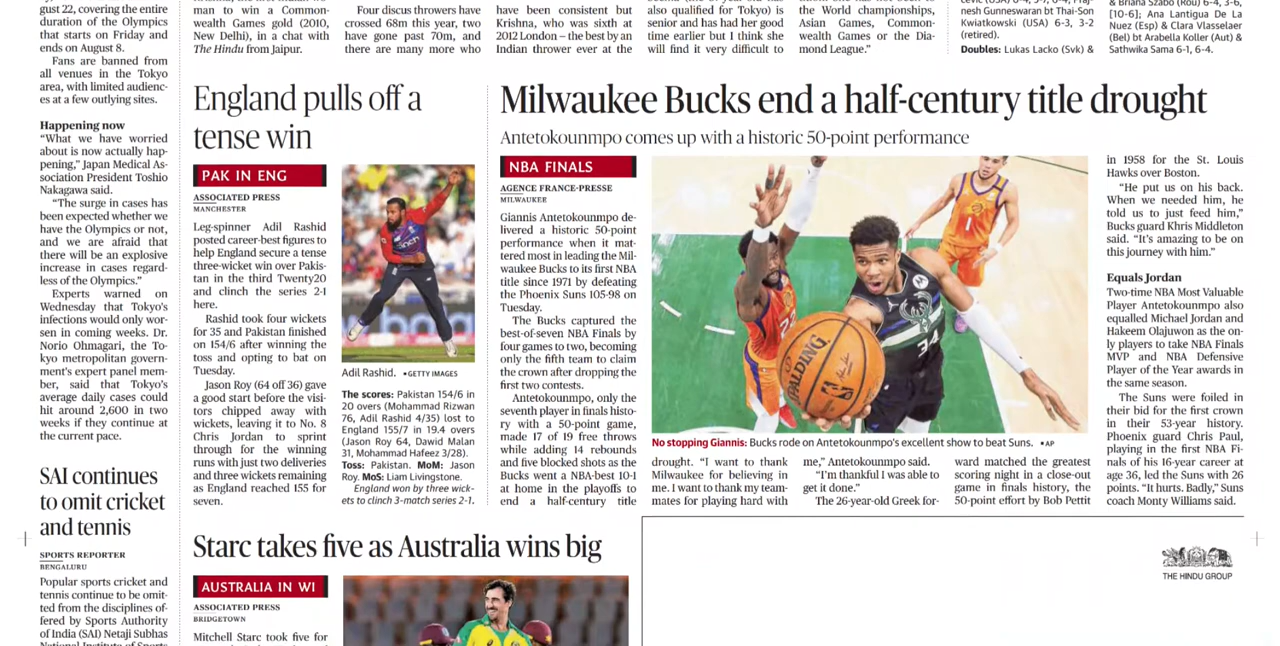 gust 22, covering the entire
duration of the Olympics
that starts on Friday and
ends on August 8.
Fans are banned from
all venues in the Tokyo
area, with limited audienc-
es at a few outlying sites.
Happening now
“What we have worried
about is now actually hap-
pening,” Japan Medical As-
sociation President Toshio
Nakagawa said.
“The surge in cases has
been expected whether we
have the Olympics or not,
and we are afraid that
there will be an explosive
increase in cases regard-
less of the Olympics.”
Experts warned on
Wednesday that Tokyo’s
infections would only wor-
sen in coming weeks. Dr.
Norio Ohmagari, the To-
kyo metropolitan govern-
ment’s expert panel mem-
ber, said that Tokyo’s
average daily cases could
hit around 2,600 in two
weeks if they continue at
the current pace.
SAI continues
to omit cricket
and tennis
SPORTS REPORTER
BENGALURU
Popular sports cricket and
tennis continue to be omit-
ted from the disciplines of-
fered by Sports Authority
of India (SAI) Netaji Subhas
National Institute of Sports
man to win a Common-
wealth Games gold (2010,
New Delhi), in a chat with
The Hindu from Jaipur.
Four discus throwers have
crossed 68m this year, two
have gone past 70m, and
there are many more who
have been consistent but
Krishna, who was sixth at
2012 London – the best by an
Indian thrower ever at the
also qualified for Tokyo) is
senior and has had her good
time earlier but I think she
will find it very difficult to
the World championships,
Asian Games, Common-
wealth Games or the Dia-
mond League.”
nesh Gunneswaran bt Thai-Son
Kwiatkowski (USA) 6-3, 3-2
(retired).
Doubles: Lukas Lacko (Svk) &
& Briana Szabo (Rou) 6-4, 3-6,
[10-6]; Ana Lantigua De La
Nuez (Esp) & Clara Vlasselaer
(Bel) bt Arabella Koller (Aut) &
Sathwika Sama 6-1, 6-4.
England pulls off a
tense win
PAK IN ENG
ASSOCIATED PRESS
MANCHESTER
Leg-spinner Adil Rashid
posted career-best figures to
help England secure a tense
three-wicket win over Pakis-
tan in the third Twenty20
and clinch the series 2-1
here.
Rashid took four wickets
for 35 and Pakistan finished
on 154/6 after winning the
toss and opting to bat on
Tuesday.
Jason Roy (64 off 36) gave
a good start before the visi-
tors chipped away with
wickets, leaving it to No. 8
Chris Jordan to sprint
through for the winning
runs with just two deliveries
and three wickets remaining
as England reached 155 for
seven.
Adil Rashid. •GETTY IMAGES
The scores: Pakistan 154/6 in
20 overs (Mohammad Rizwan
76, Adil Rashid 4/35) lost to
England 155/7 in 19.4 overs
(Jason Roy 64, Dawid Malan
31, Mohammad Hafeez 3/28).
Toss: Pakistan. MoM: Jason
Roy. MoS: Liam Livingstone.
England won by three wick-
ets to clinch 3-match series 2-1.
Milwaukee Bucks end a half-century title drought
Antetokounmpo comes up with a historic 50-point performance
NBA FINALS
AGENCE FRANCE-PRESSE
MILWAUKEE
Giannis Antetokounmpo de-
livered a historic 50-point
performance when it mat-
tered most in leading the Mil-
waukee Bucks to its first NBA
title since 1971 by defeating
the Phoenix Suns 105-98 on
Tuesday.
The Bucks captured the
best-of-seven NBA Finals by
four games to two, becoming
only the fifth team to claim
the crown after dropping the
first two contests.
Antetokounmpo, only the
seventh player in finals histo-
ry with a 50-point game,
made 17 of 19 free throws
while adding 14 rebounds
and five blocked shots as the
Bucks went a NBA-best 10-1
at home in the playoffs to
end a half-century title
34
SPALDING
1
No stopping Giannis: Bucks rode on Antetokounmpo’s excellent show to beat Suns. •AP
drought. “I want to thank
Milwaukee for believing in
me. I want to thank my team-
mates for playing hard with
me,” Antetokounmpo said.
“I’m thankful I was able to
get it done.”
The 26-year-old Greek for-
ward matched the greatest
scoring night in a close-out
game in finals history, the
50-point effort by Bob Pettit
in 1958 for the St. Louis
Hawks over Boston.
“He put us on his back.
When we needed him, he
told us to just feed him,”
Bucks guard Khris Middleton
said. “It’s amazing to be on
this journey with him.”
Equals Jordan
Two-time NBA Most Valuable
Player Antetokounmpo also
equalled Michael Jordan and
Hakeem Olajuwon as the on-
ly players to take NBA Finals
MVP and NBA Defensive
Player of the Year awards in
the same season.
The Suns were foiled in
their bid for the first crown
in their 53-year history.
Phoenix guard Chris Paul,
playing in the first NBA Fi-
nals of his 16-year career at
age 36, led the Suns with 26
points. “It hurts. Badly,” Suns
coach Monty Williams said.
Starc takes five as Australia wins big
AUSTRALIA IN WI
ASSOCIATED PRESS
BRIDGETOWN
Mitchell Starc took five for
THE HINDU GROUP